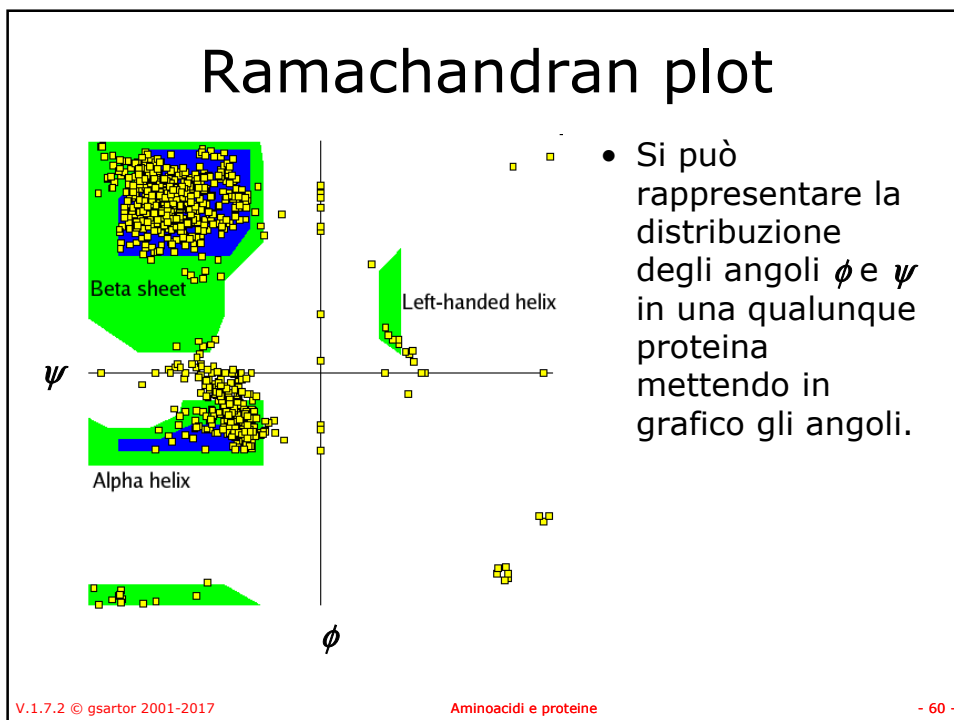 Ramachandran plot
• Si può
rappresentare la
distribuzione
degli angoli ϕ e ψ
in una qualunque
proteina
mettendo in
grafico gli angoli.
Beta sheet
Left-handed helix
ψ
Alpha helix
ϕ
V.1.7.2 © gsartor 2001-2017
Aminoacidi e proteine
- 60 -